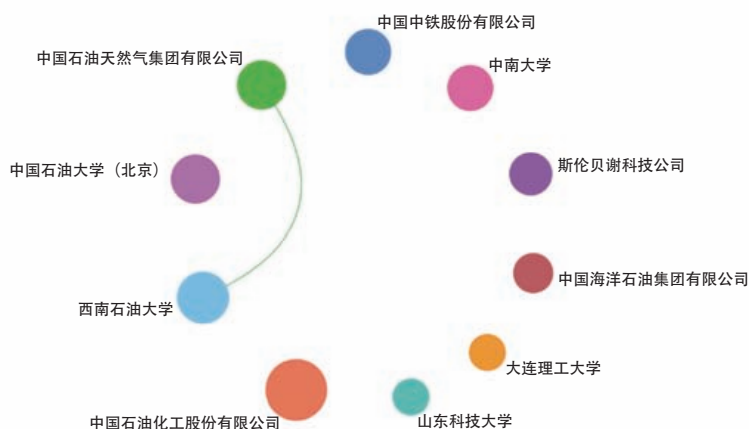 中国中铁股份有限公司
中国石油天然气集团有限公司
中南大学
中国石油大学（北京）
斯伦贝谢科技公司
中国海洋石油集团有限公司
西南石油大学
大连理工大学
中国石油化工股份有限公司
山东科技大学